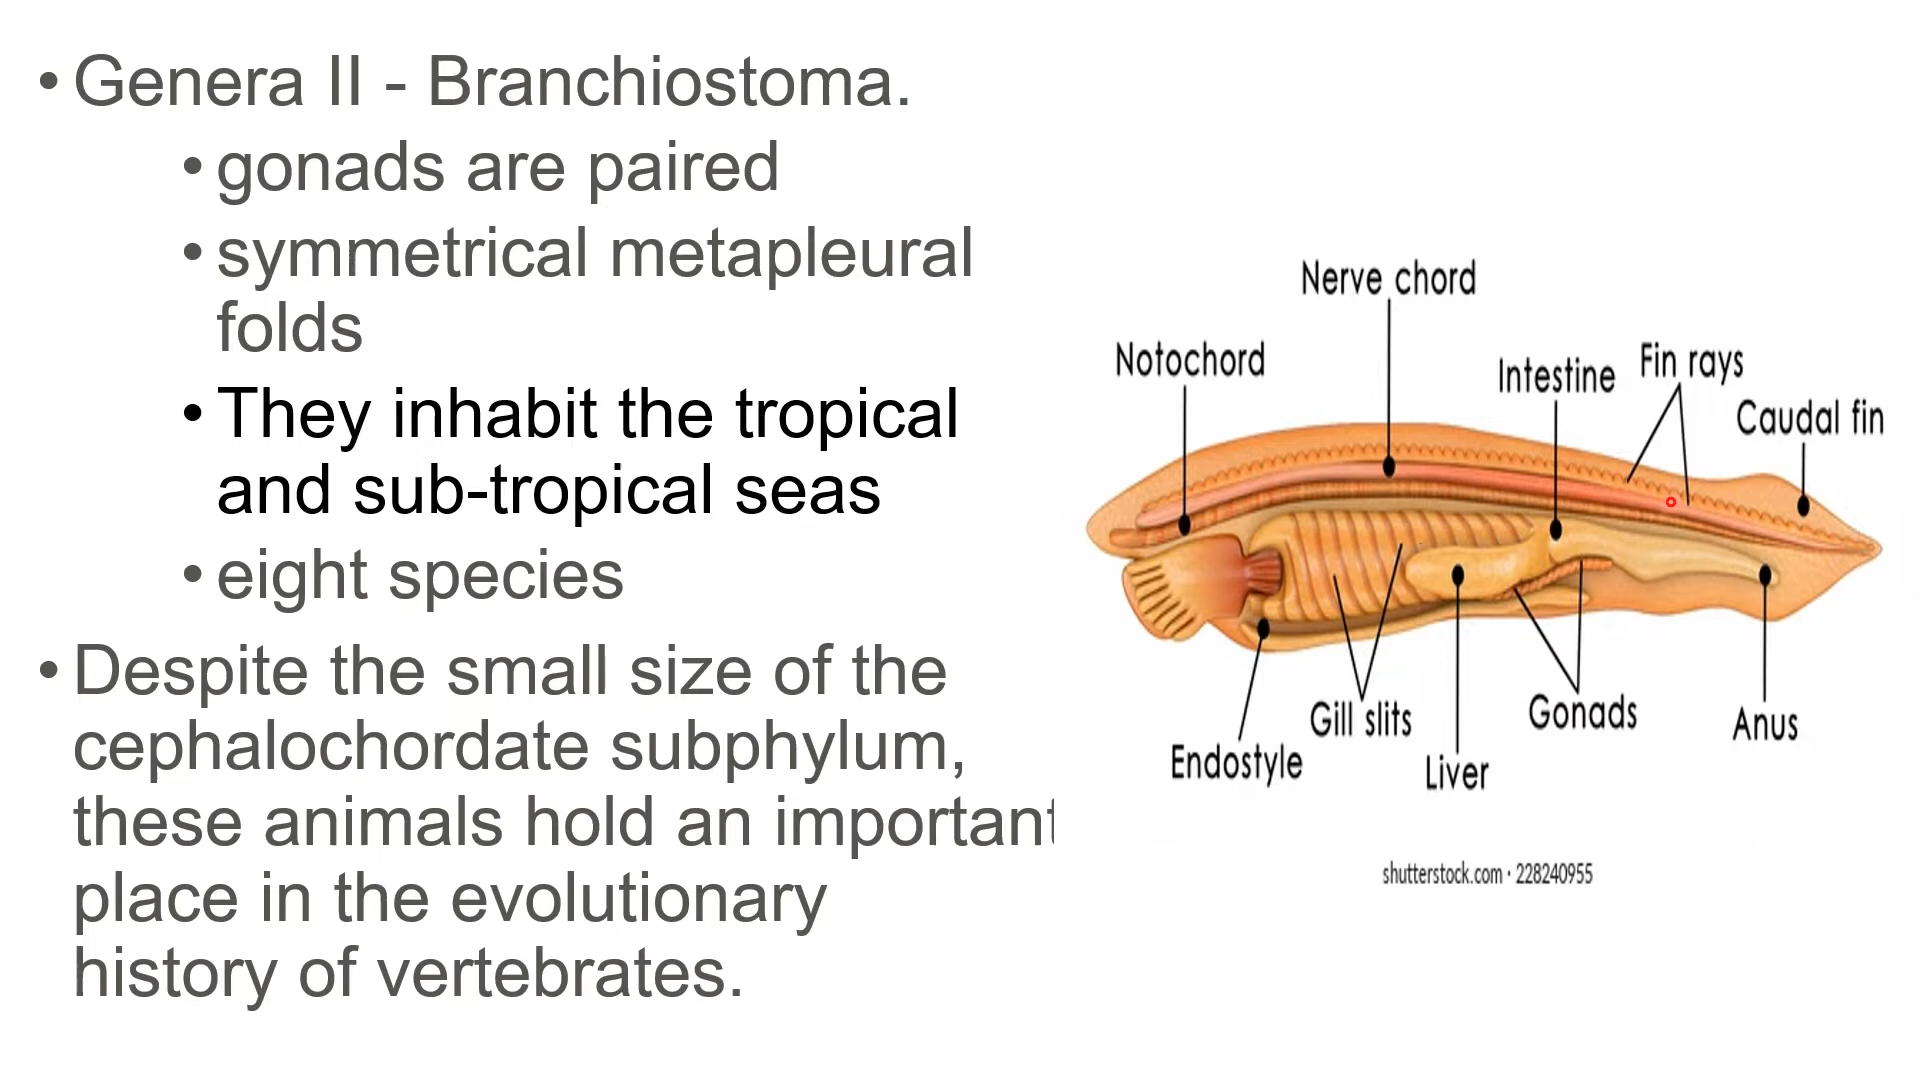 • Genera II - Branchiostoma.
• gonads are paired
• symmetrical metapleural
folds
• They inhabit the tropical
and sub-tropical seas
• eight species
• Despite the small size of the
cephalochordate subphylum,
these animals hold an important
place in the evolutionary
history of vertebrates.
Nerve chord
Notochord
Intestine
Fin rays
Caudal fin
Endostyle
Gill slits
Liver
Gonads
Anus
shutterstock.com · 228240955